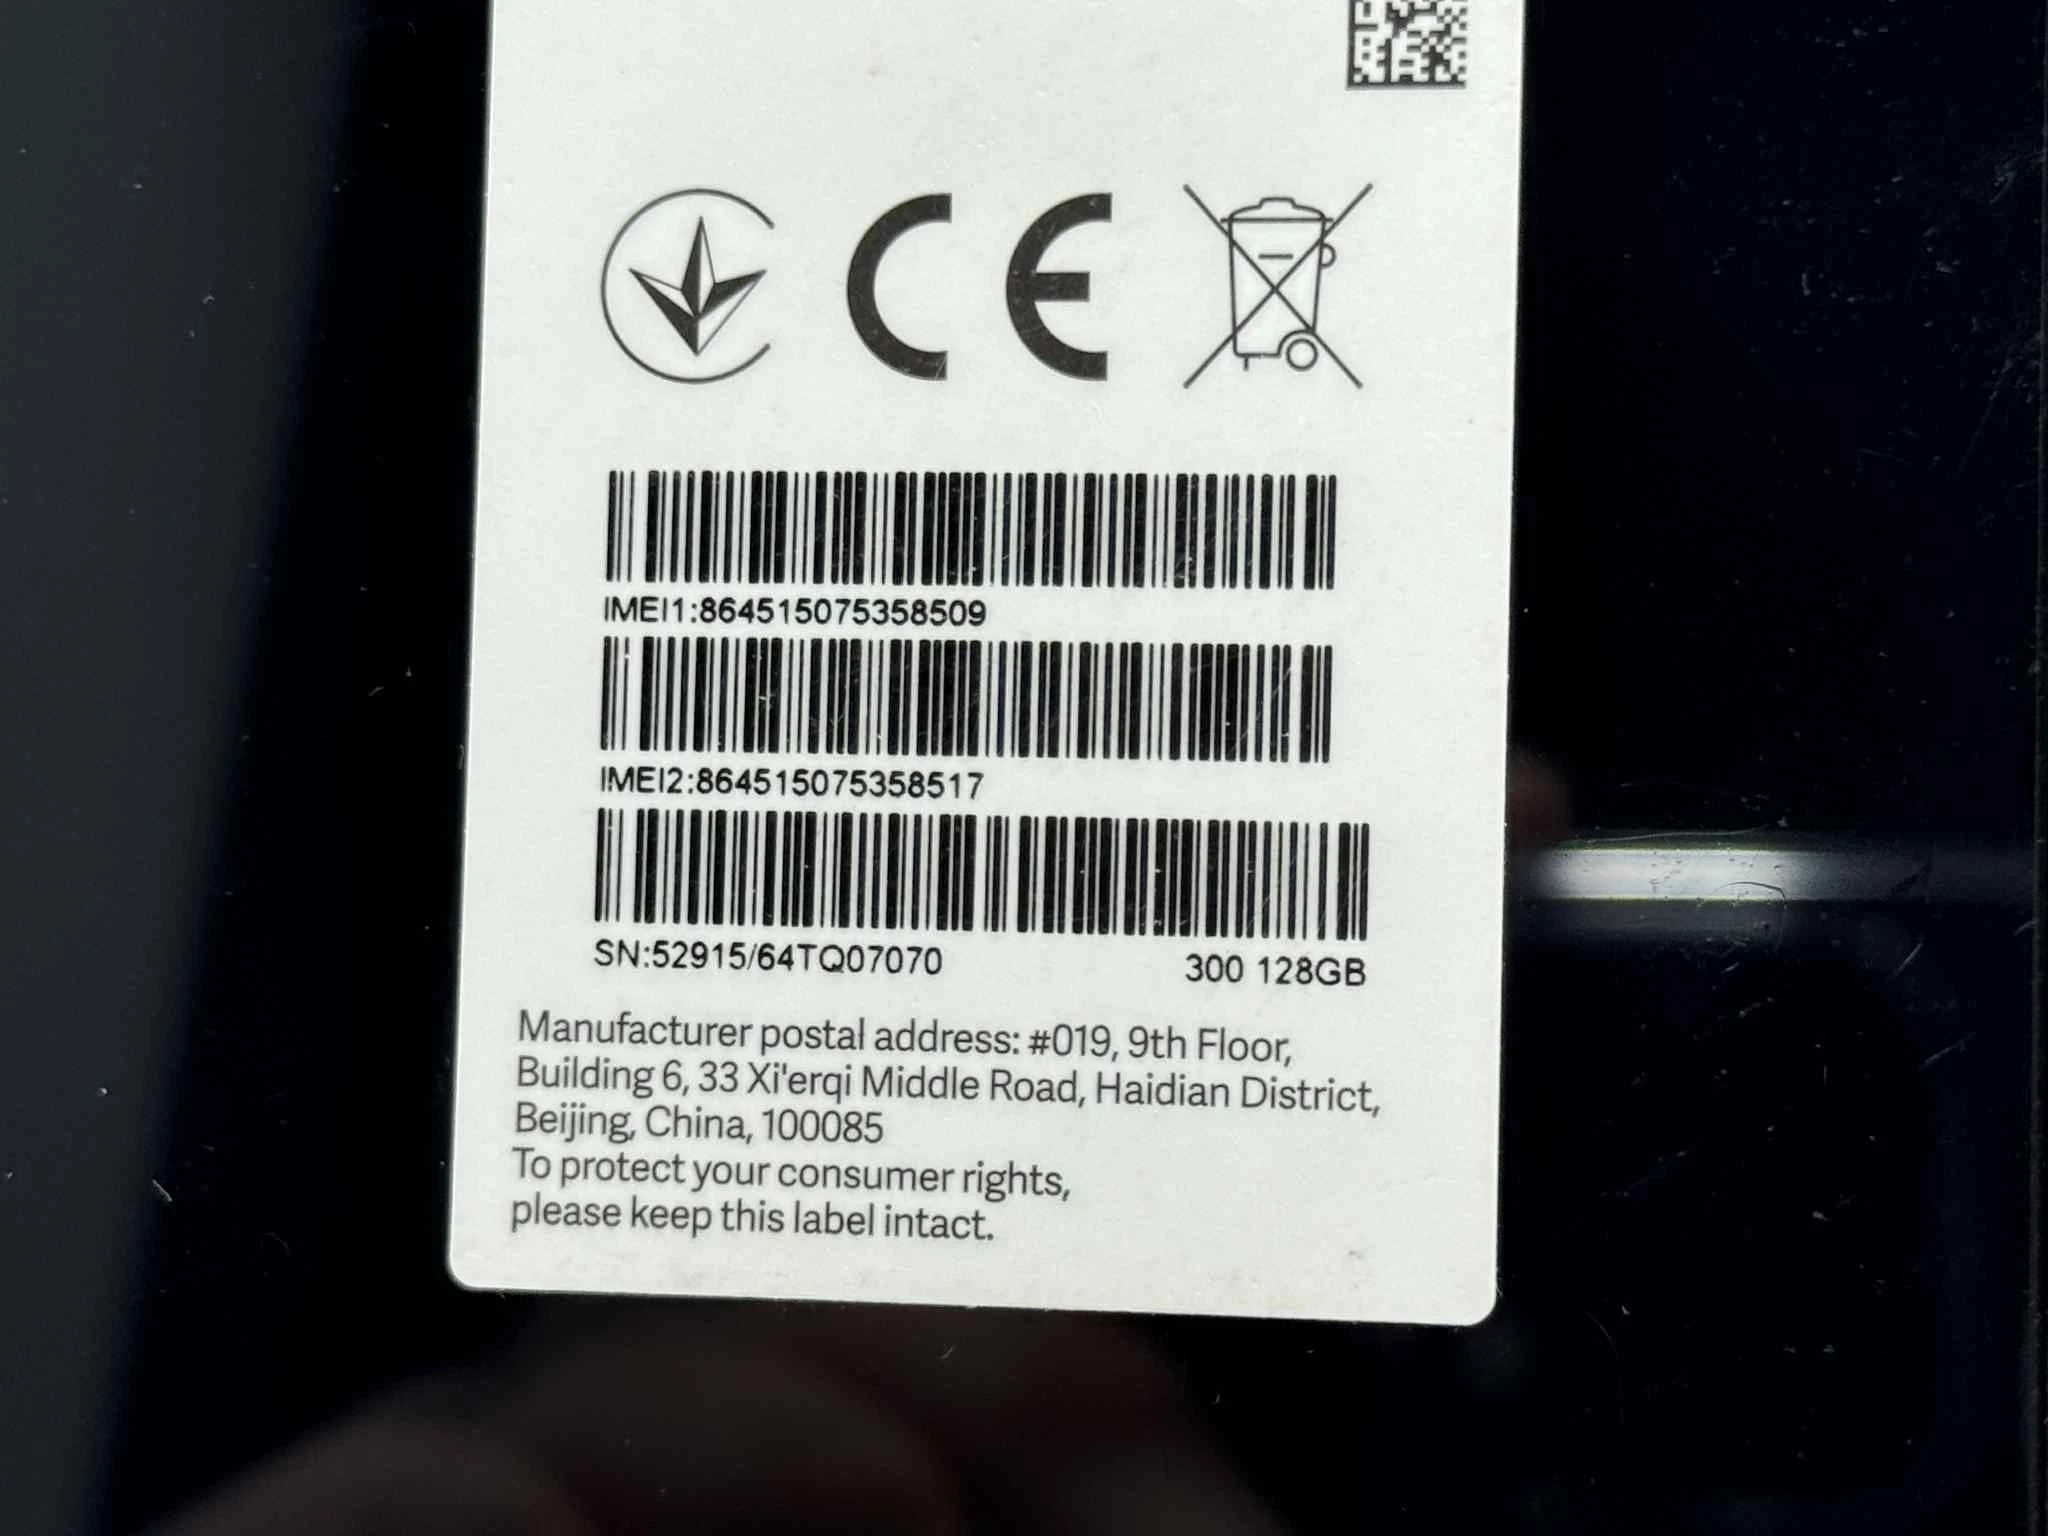 CE
IMEI1:864515075358509
IMEI2:864515075358517
SN:52915/64TQ07070 300 128GB
Manufacturer postal address: #019, 9th Floor,
Building 6, 33 Xi'erqi Middle Road, Haidian District,
Beijing, China, 100085
To protect your consumer rights,
please keep this label intact.